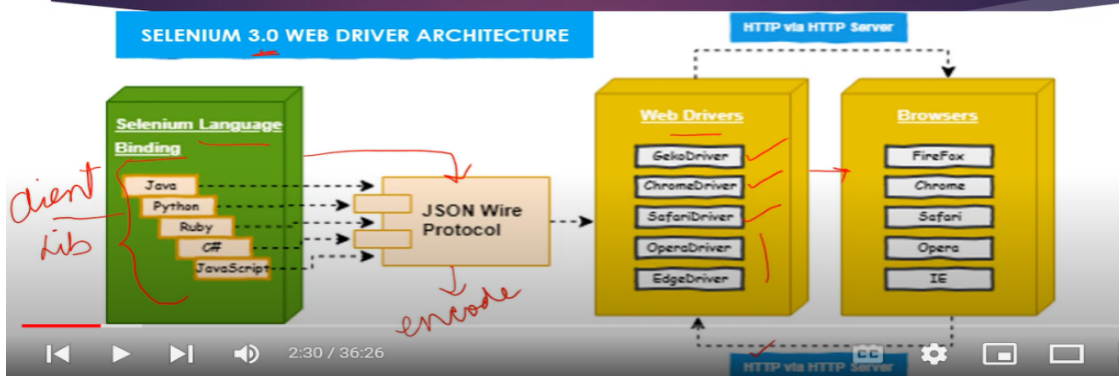 SELENIUM 3.0 WEB DRIVER ARCHITECTURE
HTTP via HTTP Server
Selenium Language
Binding
Java
Python
Ruby
C#
JavaScript
client
Lib
JSON Wire
Protocol
encode
Web Drivers
GekoDriver
ChromeDriver
SafariDriver
OperaDriver
EdgeDriver
Browsers
FireFox
Chrome
Safari
Opera
IE
HTTP via HTTP Server
2:30 / 36:26
CC